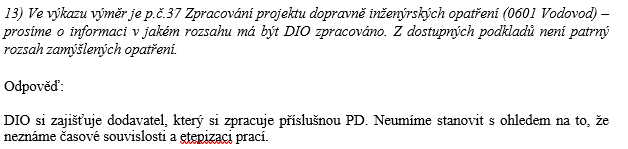 13) Ve výkazu výměr je p.č.37 Zpracování projektu dopravně inženýrských opatření (0601 Vodovod) –
prosíme o informaci v jakém rozsahu má být DIO zpracováno. Z dostupných podkladů není patrný
rozsah zamýšlených opatření.
Odpověď:
DIO si zajišťuje dodavatel, který si zpracuje příslušnou PD. Neumíme stanovit s ohledem na to, že
neznáme časové souvislosti a etepizaci prací.